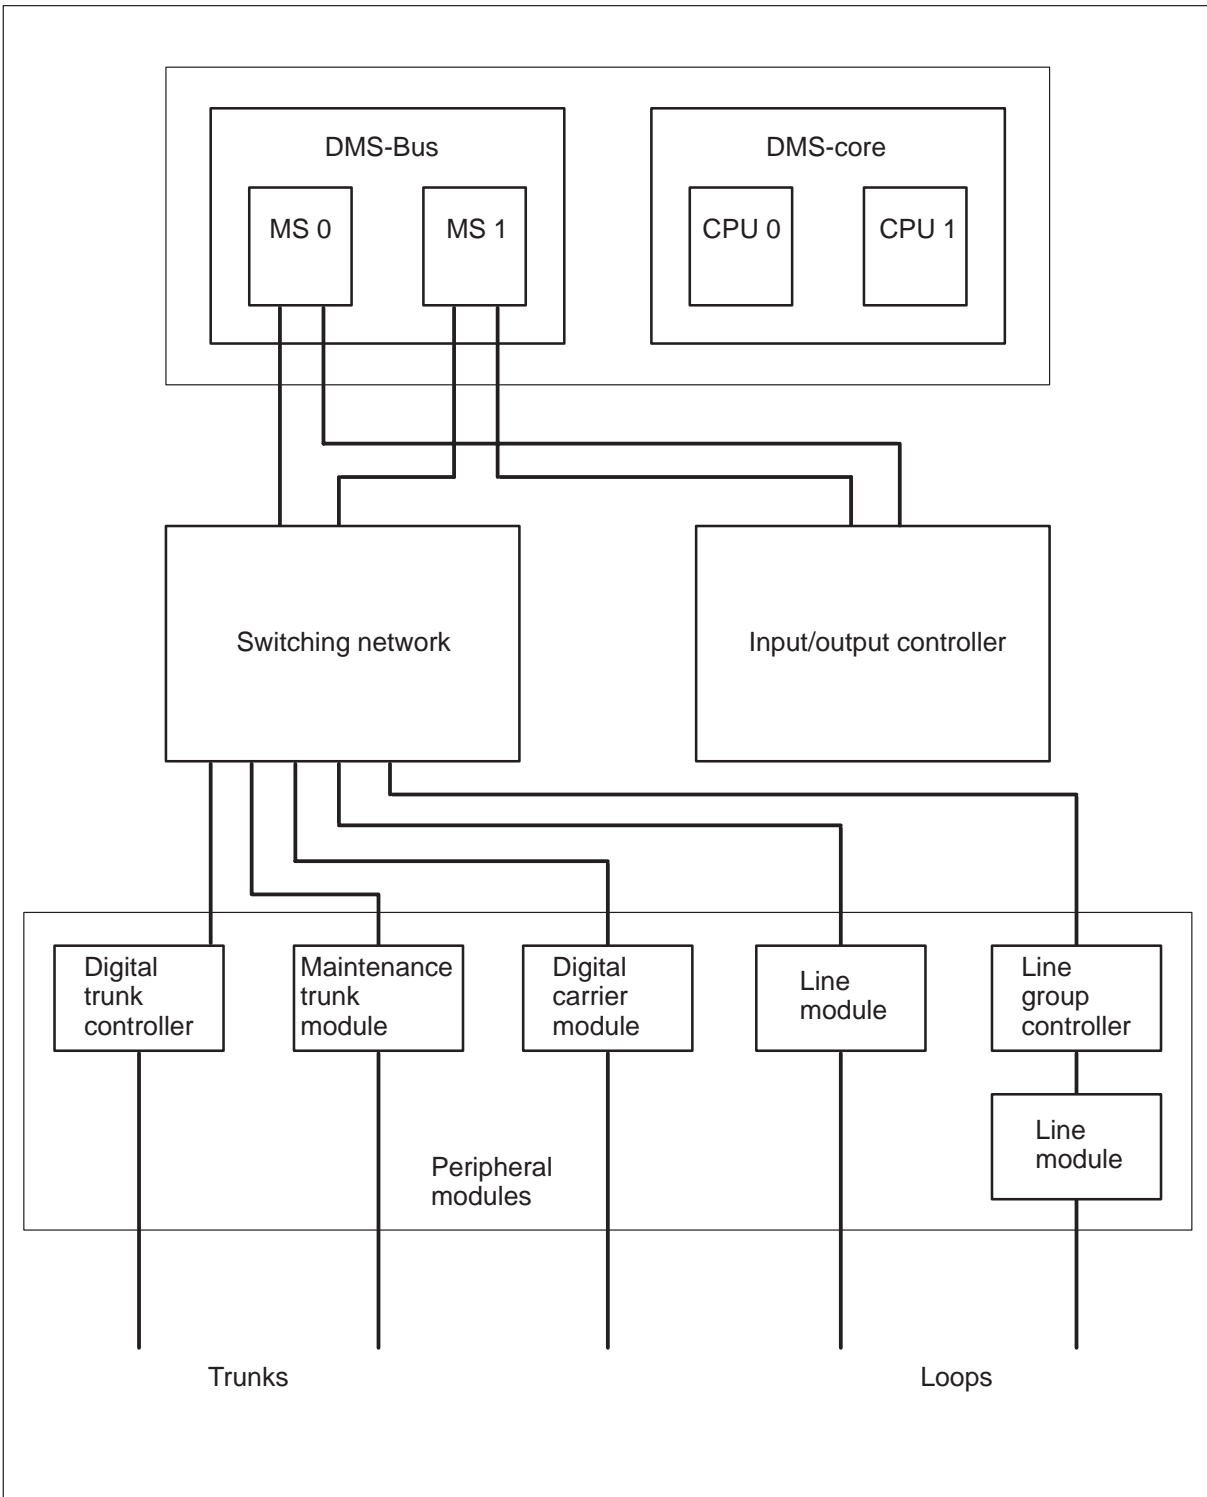 DMS-Bus
DMS-core
MS 0
MS 1
CPU 0
CPU 1
Switching network
Input/output controller
Digital
trunk
controller
Maintenance
trunk
module
Digital
carrier
module
Line
module
Line
group
controller
Line
module
Peripheral
modules
Trunks
Loops